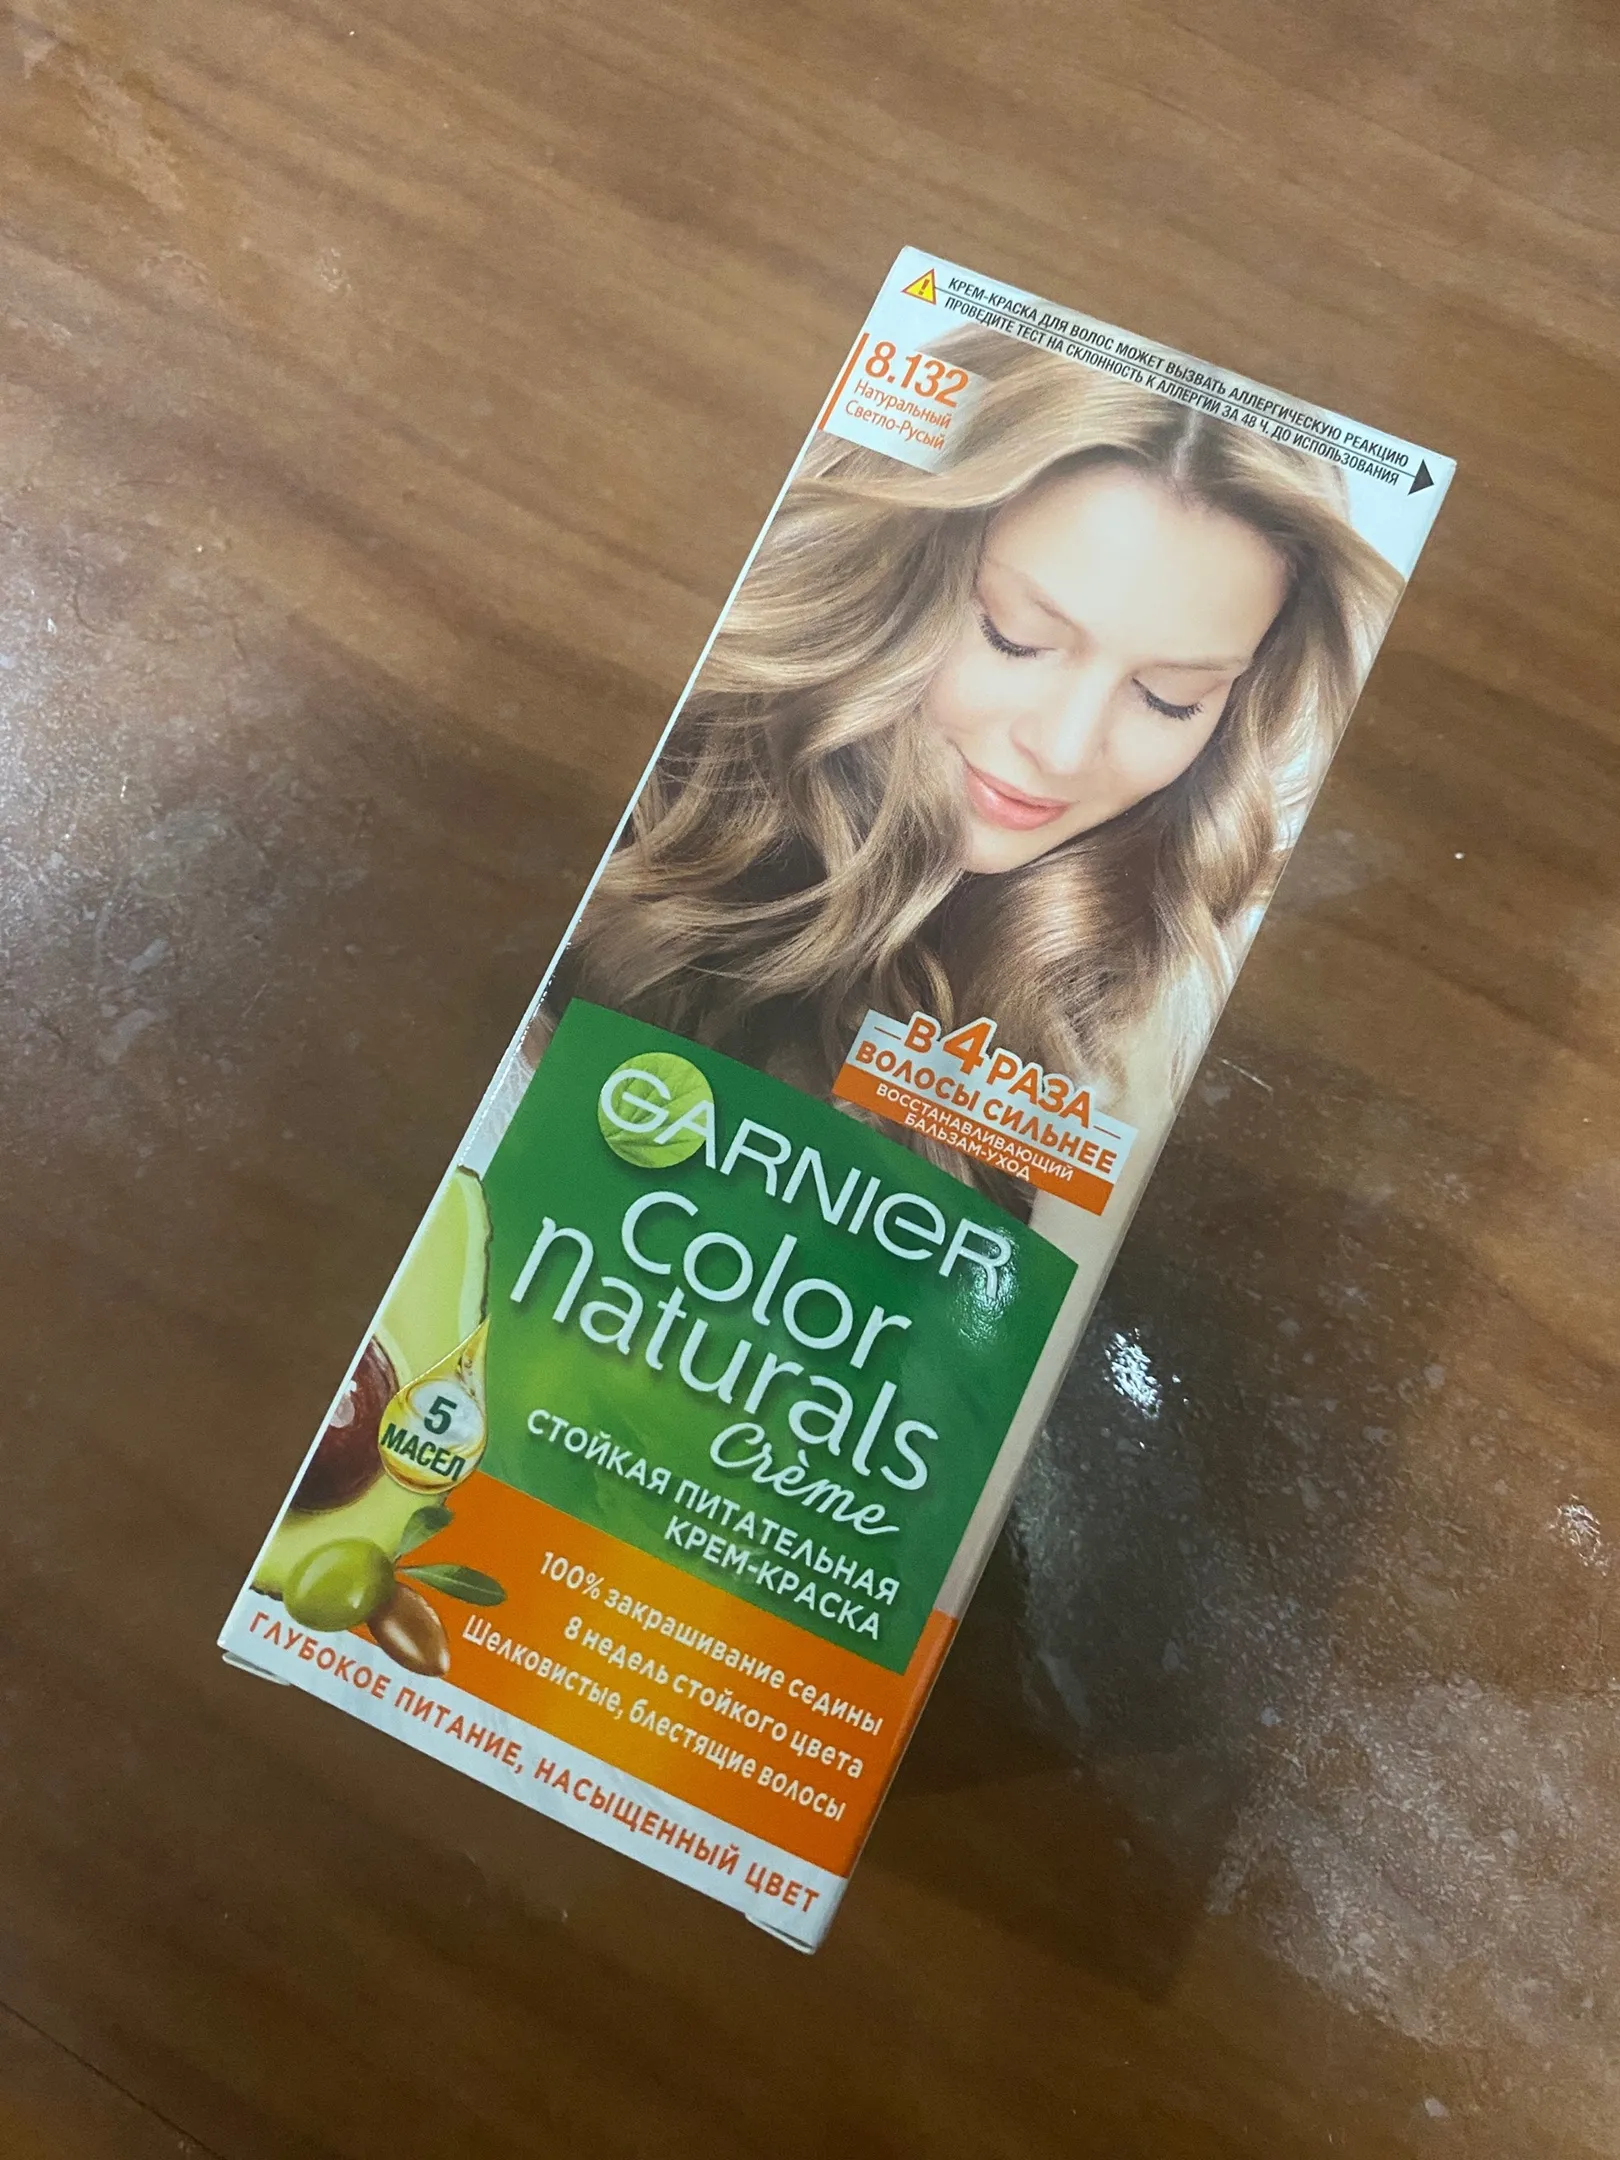 КРЕМ-КРАСКА ДЛЯ ВОЛОС МОЖЕТ ВЫЗВАТЬ АЛЛЕРГИЧЕСКУЮ РЕАКЦИЮ
ПРОВЕДИТЕ ТЕСТ НА СКЛОННОСТЬ К АЛЛЕРГИИ ЗА 48 Ч. ДО ИСПОЛЬЗОВАНИЯ
8.132
Натуральный
Светло-Русый
В 4 РАЗА
ВОЛОСЫ СИЛЬНЕЕ
ВОССТАНАВЛИВАЮЩИЙ
БАЛЬЗАМ-УХОД
GARNIER
color
naturals
Crème
5
МАСЕЛ
СТОЙКАЯ ПИТАТЕЛЬНАЯ
КРЕМ-КРАСКА
100% закрашивание седины
8 недель стойкого цвета
Шелковистые, блестящие волосы
ГЛУБОКОЕ ПИТАНИЕ, НАСЫЩЕННЫЙ ЦВЕТ